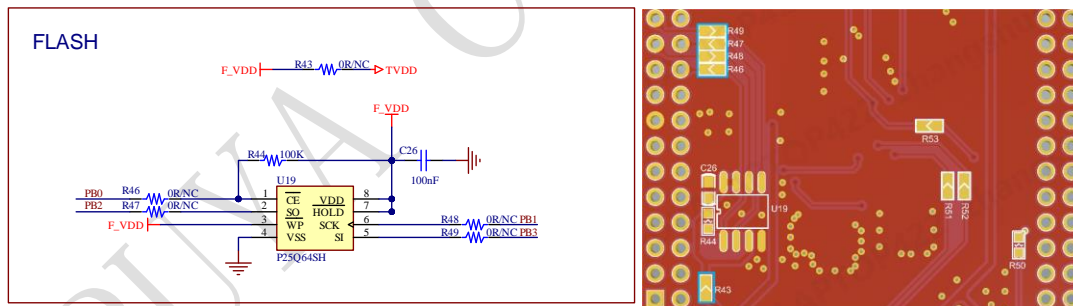 FLASH
F_VDD R43 0R/NC TVDD
F_VDD
R44 100K C26
100nF
U19
PB0 R46 0R/NC 1 CE VDD 8
PB2 R47 0R/NC 2 SO HOLD 7
F_VDD 3 WP SCK 6 R48 0R/NC PB1
4 VSS SI 5 R49 0R/NC PB3
P25Q64SH
R49
R47
R48
R46
R53
C26
U19
R44
R51
R52
R50
R43